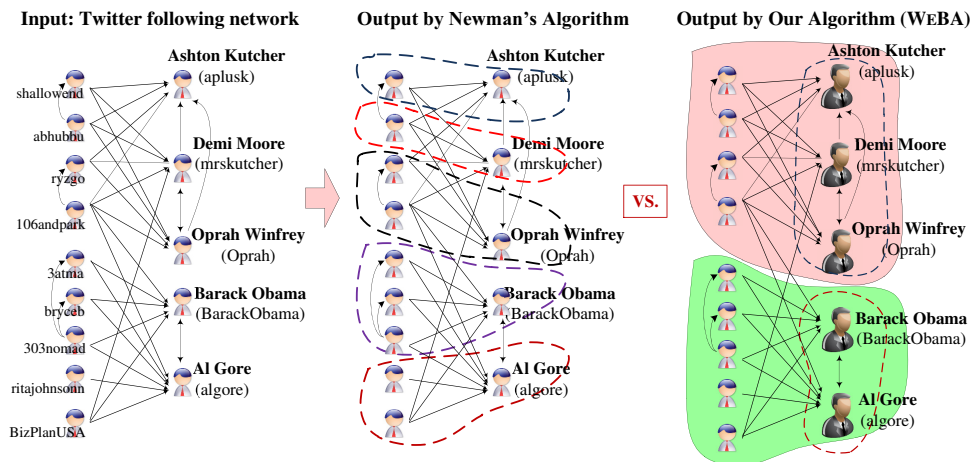 Input: Twitter following network
Ashton Kutcher
(aplusk)
shallowend
abhubbu
Demi Moore
(mrskutcher)
ryzgo
106andpark
Oprah Winfrey
(Oprah)
3atma
Barack Obama
(BarackObama)
bryceb
303nomad
Al Gore
(algore)
ritajohnsonn
BizPlanUSA
Output by Newman's Algorithm
Ashton Kutcher
(aplusk)
Demi Moore
(mrskutcher)
Oprah Winfrey
(Oprah)
Barack Obama
(BarackObama)
Al Gore
(algore)
VS.
Output by Our Algorithm (WEBA)
Ashton Kutcher
(aplusk)
Demi Moore
(mrskutcher)
Oprah Winfrey
(Oprah)
Barack Obama
(BarackObama)
Al Gore
(algore)